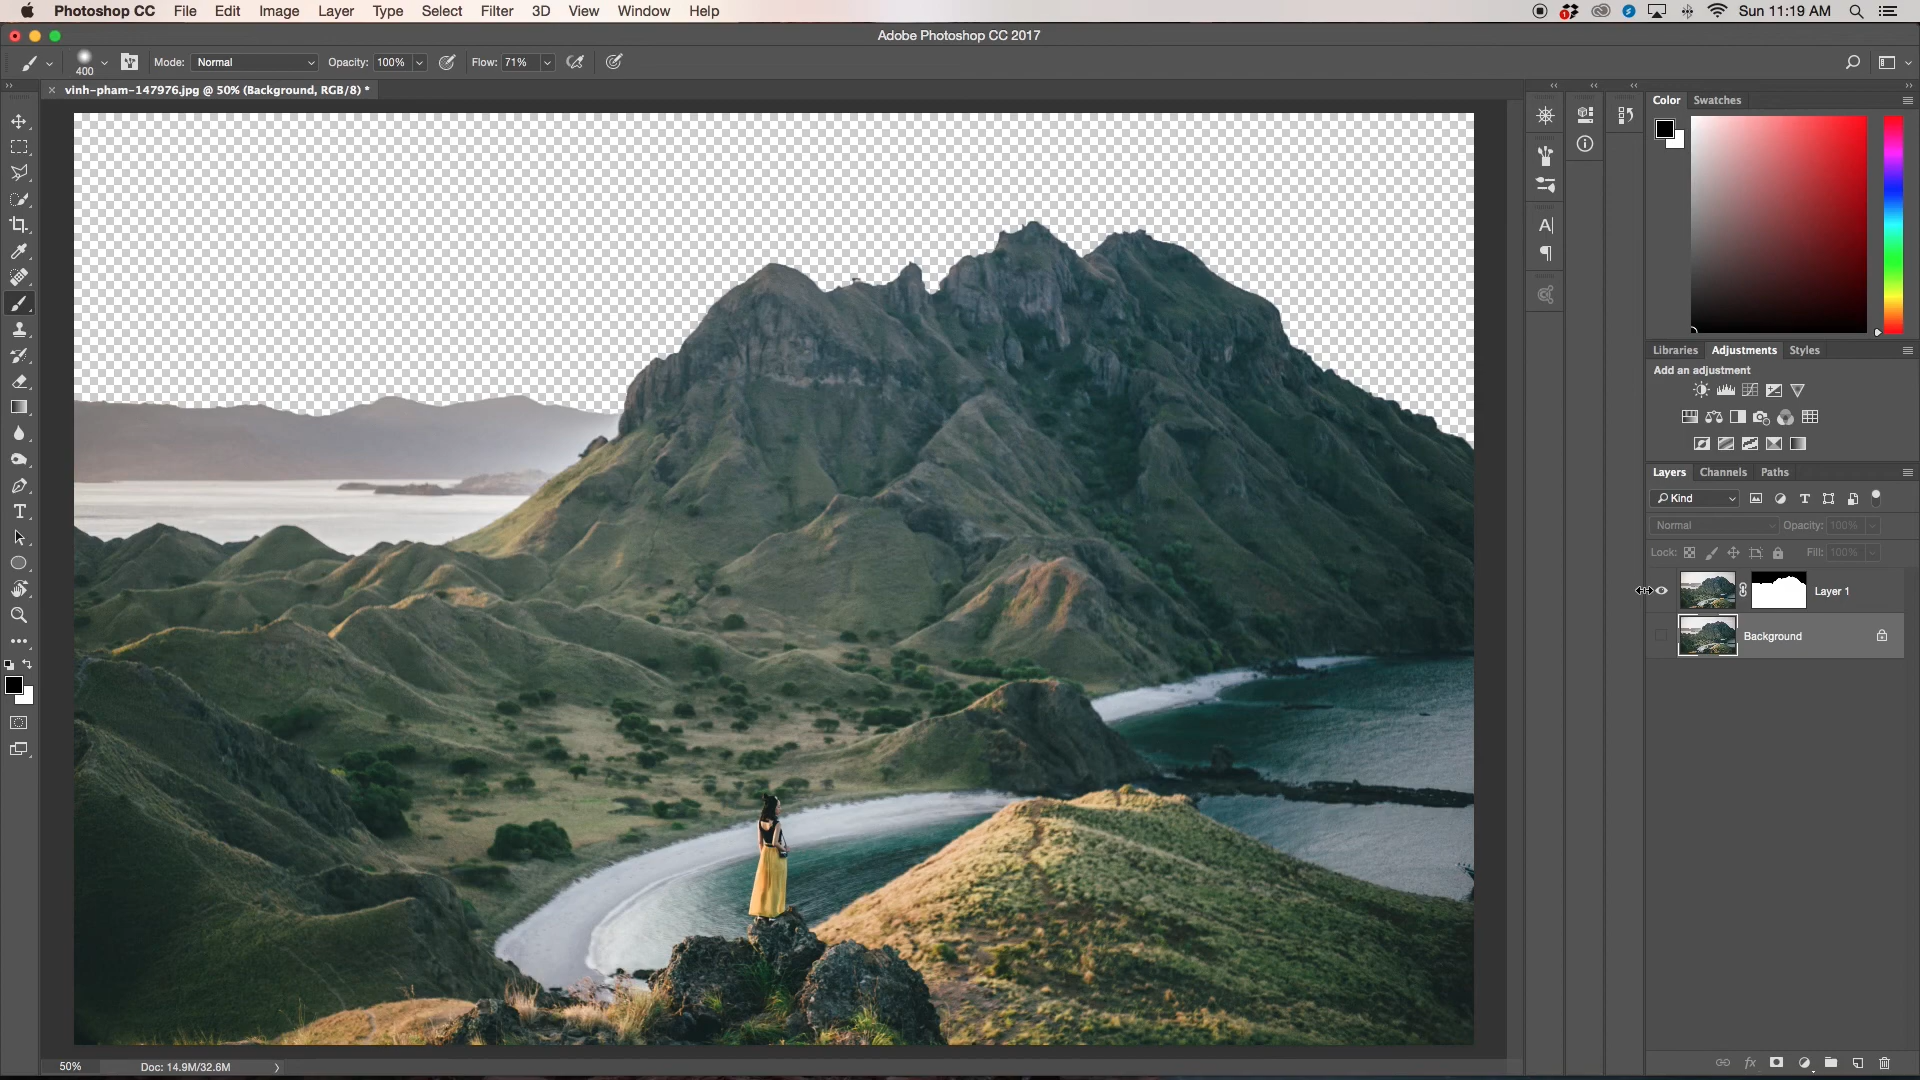 Photoshop CC File Edit Image Layer Type Select Filter 3D View Window Help Sun 11:19 AM
Adobe Photoshop CC 2017
400 Mode: Normal Opacity: 100% Flow: 71%
vinh-pham-147976.jpg @ 50% (Background, RGB/8) *
Color Swatches
Libraries Adjustments Styles
Add an adjustment
Layers Channels Paths
Kind
Normal Opacity: 100%
Lock: Fill: 100%
Layer 1
Background
50% Doc: 14.9M/32.6M